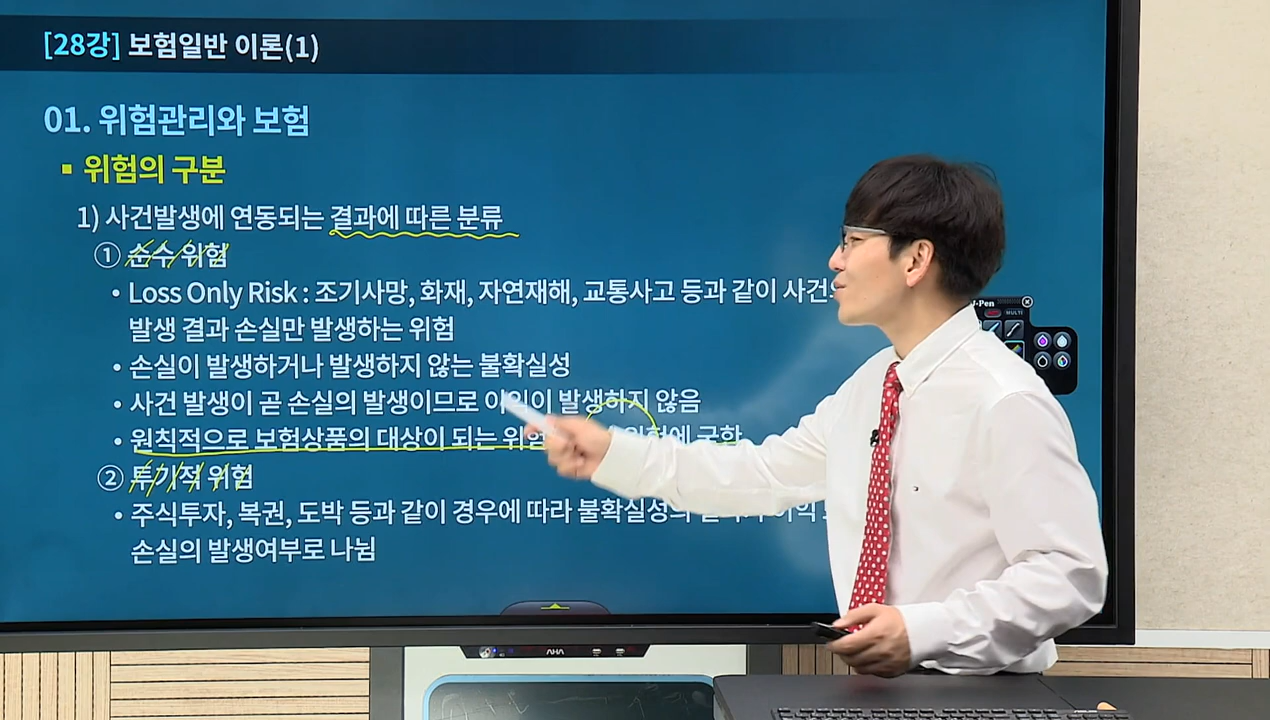 [28강] 보험일반 이론(1)
01. 위험관리와 보험
▪ 위험의 구분
1) 사건발생에 연동되는 결과에 따른 분류
① 순수 위험
• Loss Only Risk : 조기사망, 화재, 자연재해, 교통사고 등과 같이
발생 결과 손실만 발생하는 위험
• 손실이 발생하거나 발생하지 않는 불확실성
• 사건 발생이 곧 손실의 발생이므로 이익이 발생하지 않음
• 원칙적으로 보험상품의 대상이 되는 위험 국한
② 투기적 위험
• 주식투자, 복권, 도박 등과 같이 경우에 따라 불확실성의
손실의 발생여부로 나뉨
MULTI
AHA